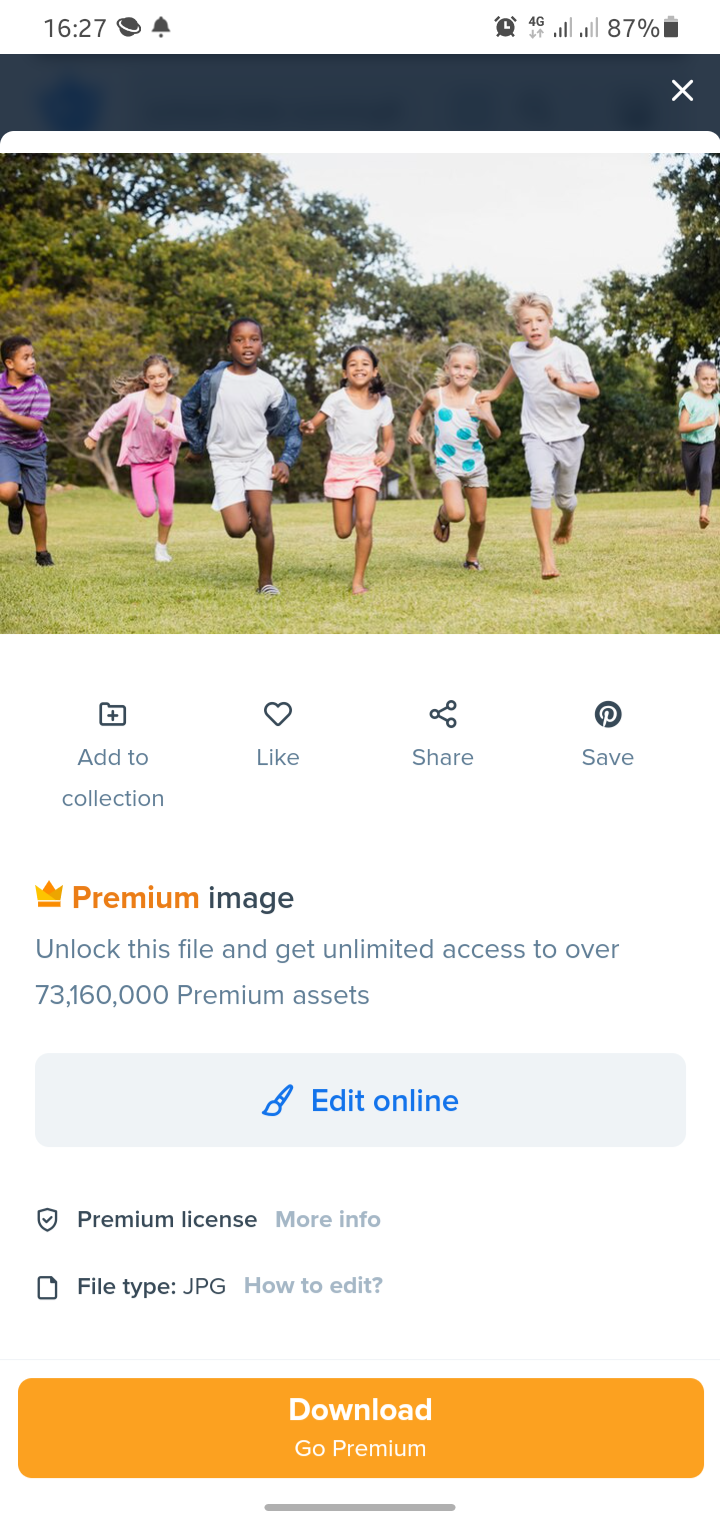 16:27
4G
87%
Add to
collection
Like
Share
Save
Premium image
Unlock this file and get unlimited access to over
73,160,000 Premium assets
Edit online
Premium license More info
File type: JPG How to edit?
Download
Go Premium